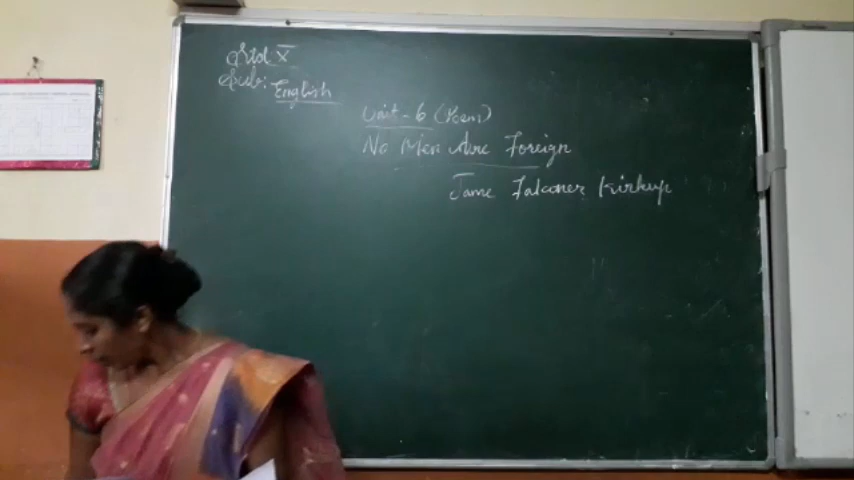 Std X
Sub: English
Unit-6 (Poem)
No Men Are Foreign
Jame Falconer Kirkup